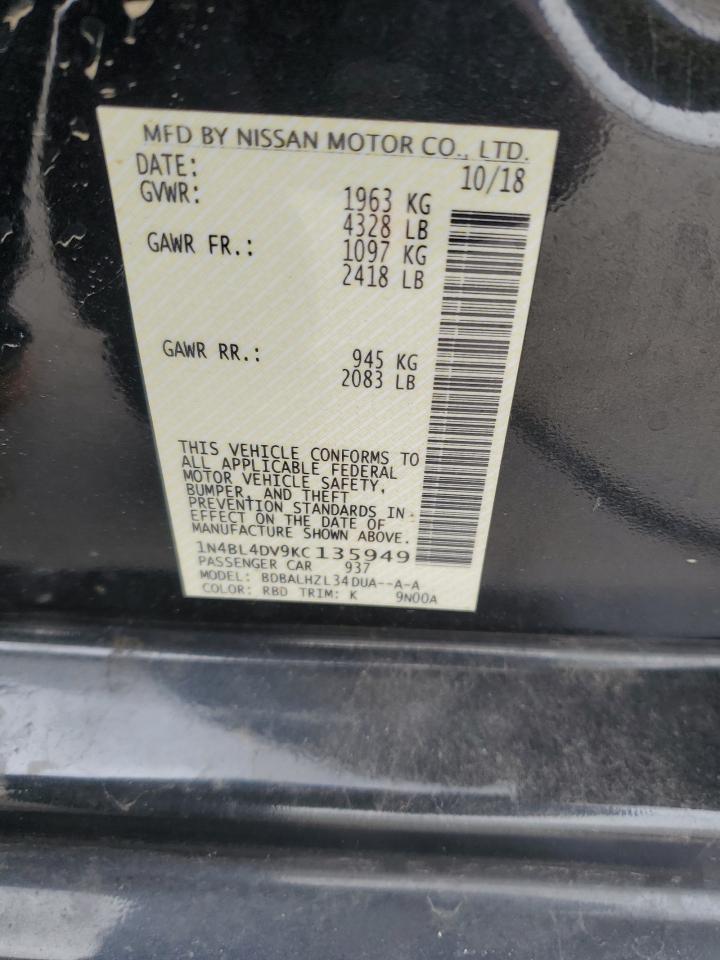 MFD BY NISSAN MOTOR CO., LTD.
DATE: 10/18
GVWR: 1963 KG
4328 LB
GAWR FR.: 1097 KG
2418 LB
GAWR RR.: 945 KG
2083 LB
THIS VEHICLE CONFORMS TO
ALL APPLICABLE FEDERAL
MOTOR VEHICLE SAFETY,
BUMPER, AND THEFT
PREVENTION STANDARDS IN
EFFECT ON THE DATE OF
MANUFACTURE SHOWN ABOVE.
1N4BL4DV9KC135949
PASSENGER CAR 937
MODEL: BDBALHZL34DUA--A-A
COLOR: RBD TRIM: K 9N00A